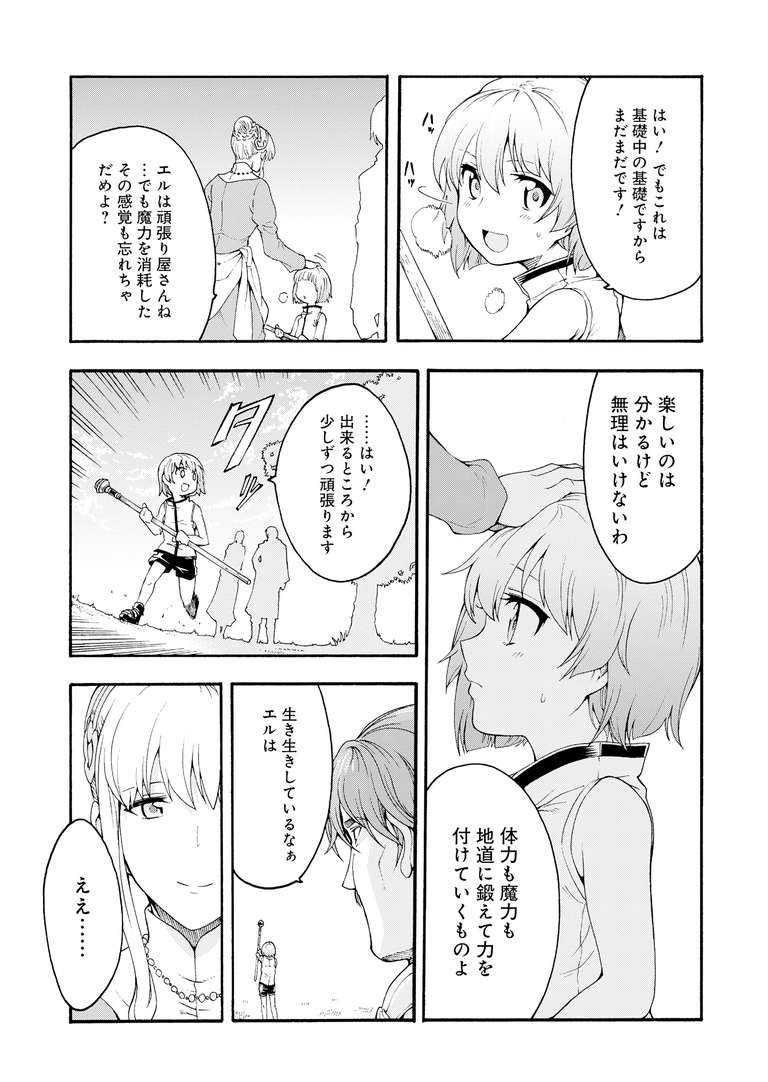 はい！でもこれは
基礎中の基礎ですから
まだまだです！
エルは頑張り屋さんね
…でも魔力を消耗した
その感覚も忘れちゃ
だめよ？
楽しいのは
分かるけど
無理はいけないわ
体力も魔力も
地道に鍛えて力を
付けていくものよ
……はい！
出来るところから
少しずつ頑張ります
タタッ
生き生きしているなぁ
エルは
ええ……